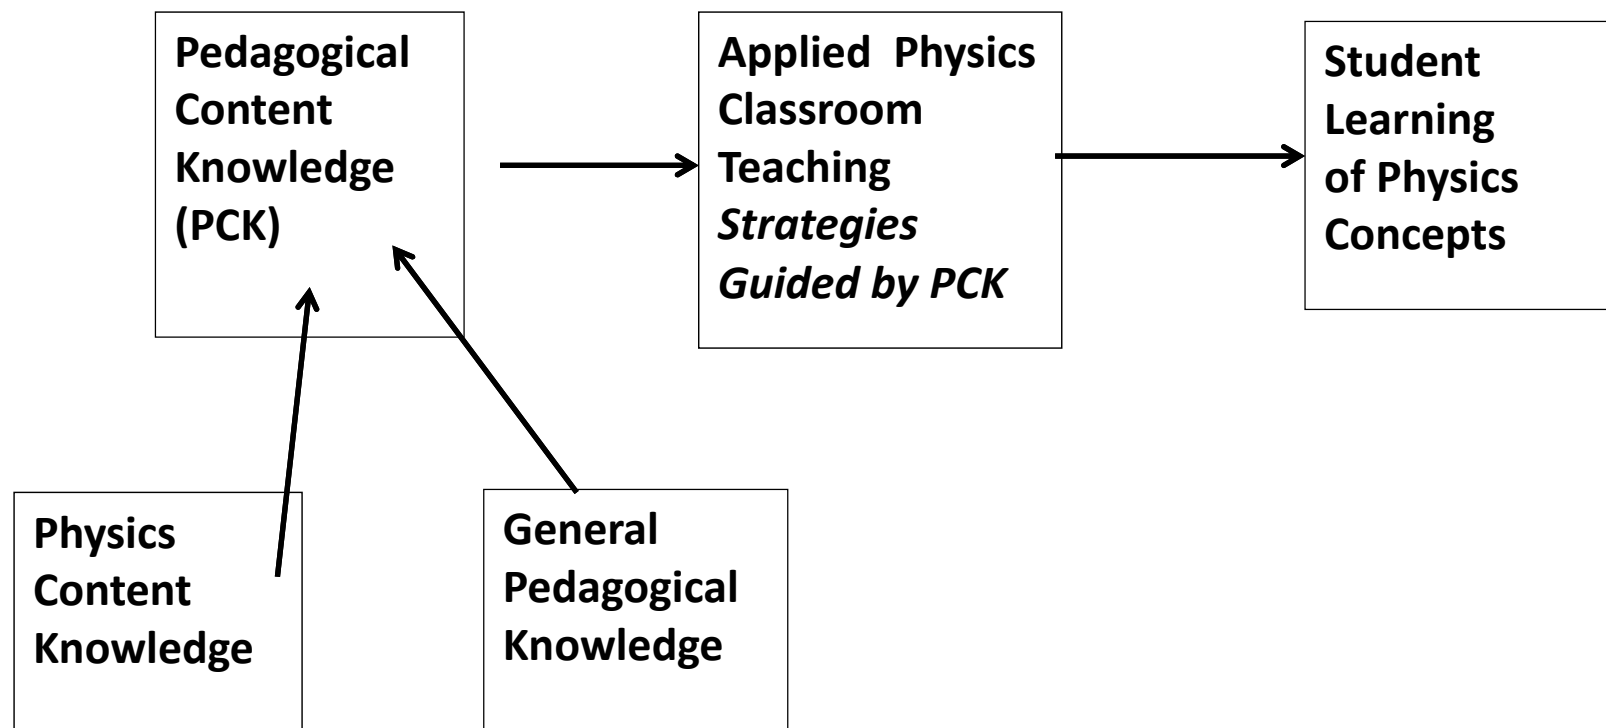 Pedagogical
Content
Knowledge
(PCK)
Applied Physics
Classroom
Teaching
Strategies
Guided by PCK
Student
Learning
of Physics
Concepts
Physics
Content
Knowledge
General
Pedagogical
Knowledge